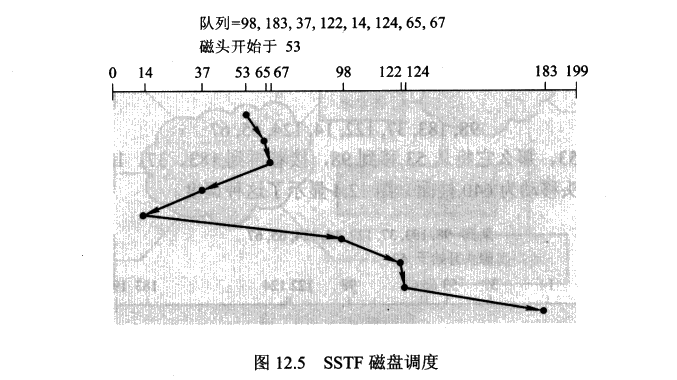 队列=98, 183, 37, 122, 14, 124, 65, 67
磁头开始于 53
0 14 37 53 65 67 98 122 124 183 199
图 12.5 SSTF 磁盘调度